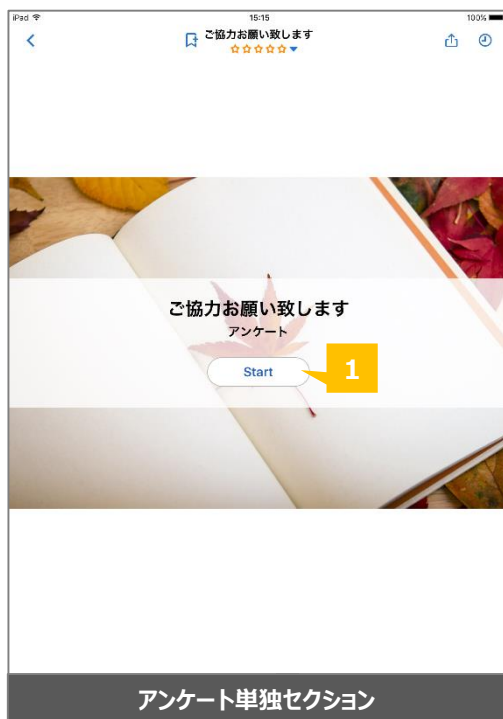 iPad
15:15
100%
ご協力お願い致します
ご協力お願い致します
アンケート
Start
1
アンケート単独セクション